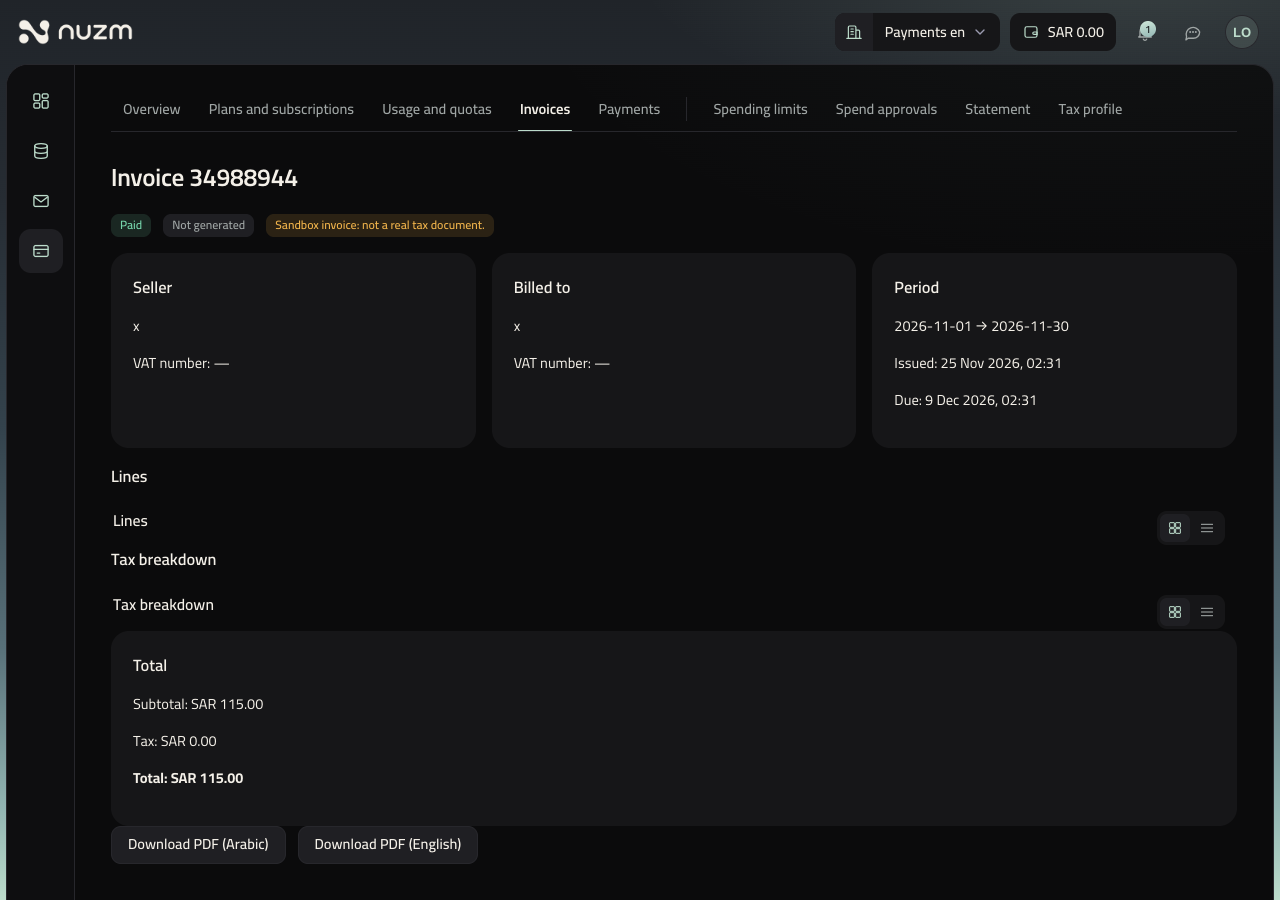 nuzm
Payments en
SAR 0.00
1
LO
Overview
Plans and subscriptions
Usage and quotas
Invoices
Payments
Spending limits
Spend approvals
Statement
Tax profile
Invoice 34988944
Paid
Not generated
Sandbox invoice: not a real tax document.
Seller
x
VAT number: —
Billed to
x
VAT number: —
Period
2026-11-01 → 2026-11-30
Issued: 25 Nov 2026, 02:31
Due: 9 Dec 2026, 02:31
Lines
Lines
Tax breakdown
Tax breakdown
Total
Subtotal: SAR 115.00
Tax: SAR 0.00
Total: SAR 115.00
Download PDF (Arabic)
Download PDF (English)